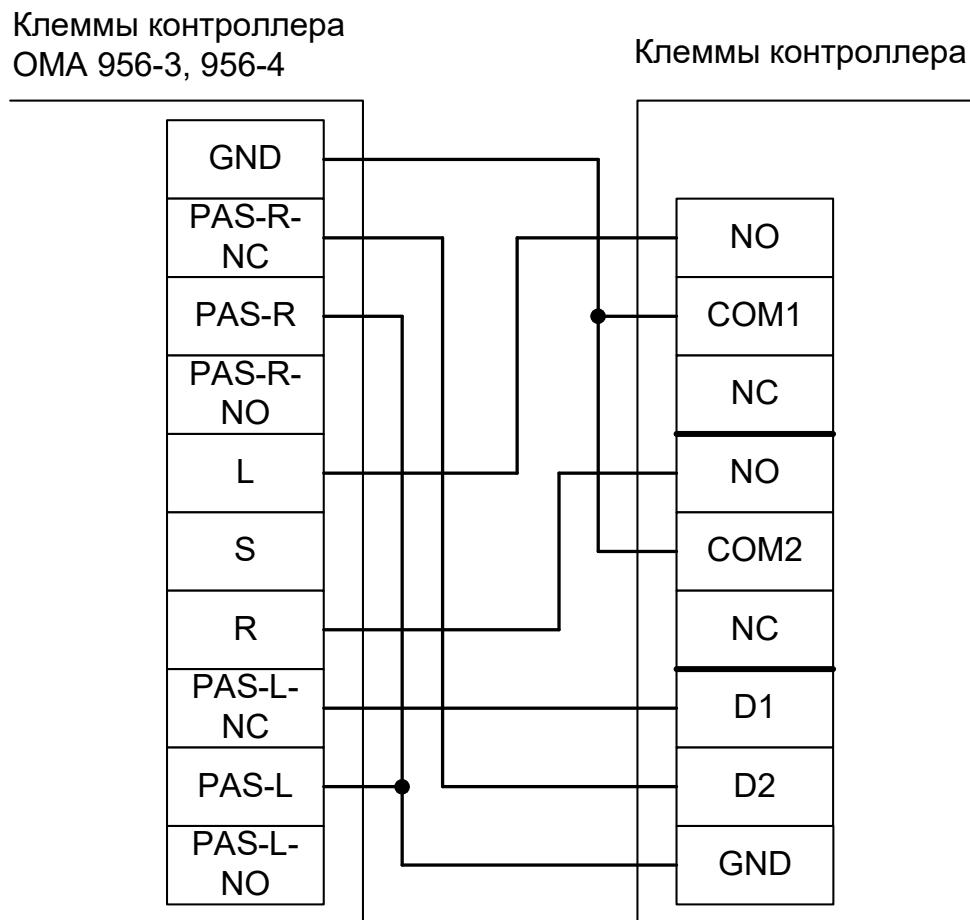 Клеммы контроллера
ОМА 956-3, 956-4
Клеммы контроллера
GND
PAS-R-
NC
PAS-R
PAS-R-
NO
L
S
R
PAS-L-
NC
PAS-L
PAS-L-
NO
NO
COM1
NC
NO
COM2
NC
D1
D2
GND